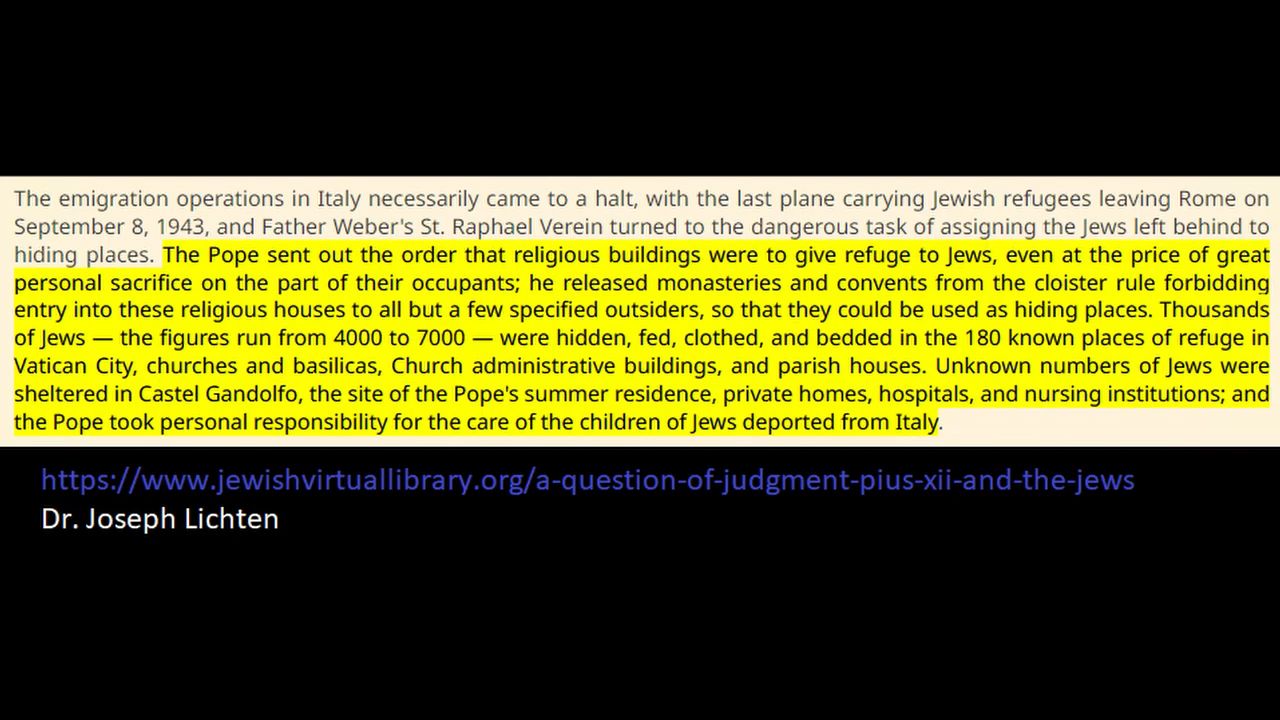 The emigration operations in Italy necessarily came to a halt, with the last plane carrying Jewish refugees leaving Rome on
September 8, 1943, and Father Weber's St. Raphael Verein turned to the dangerous task of assigning the Jews left behind to
hiding places. The Pope sent out the order that religious buildings were to give refuge to Jews, even at the price of great
personal sacrifice on the part of their occupants; he released monasteries and convents from the cloister rule forbidding
entry into these religious houses to all but a few specified outsiders, so that they could be used as hiding places. Thousands
of Jews — the figures run from 4000 to 7000 — were hidden, fed, clothed, and bedded in the 180 known places of refuge in
Vatican City, churches and basilicas, Church administrative buildings, and parish houses. Unknown numbers of Jews were
sheltered in Castel Gandolfo, the site of the Pope's summer residence, private homes, hospitals, and nursing institutions; and
the Pope took personal responsibility for the care of the children of Jews deported from Italy.
https://www.jewishvirtuallibrary.org/a-question-of-judgment-pius-xii-and-the-jews
Dr. Joseph Lichten